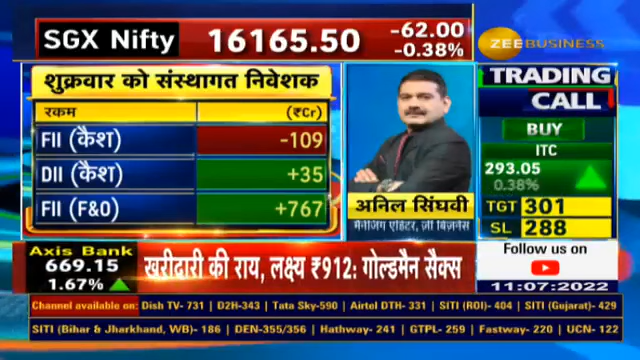 SGX Nifty 16165.50 -62.00 -0.38%
ZEE BUSINESS
शुक्रवार को संस्थागत निवेशक
रकम (₹Cr)
FII (कैश) -109
DII (कैश) +35
FII (F&O) +767
अनिल सिंघवी
मैनेजिंग एडिटर, ज़ी बिज़नेस
TRADING
CALL
BUY
ITC
293.05
0.38%
TGT 301
SL 288
Axis Bank
669.15
1.67%
खरीदारी की राय, लक्ष्य ₹912: गोल्डमैन सैक्स
Follow us on
11:07:2022
Channel available on: Dish TV- 731 | D2H-343 | Tata Sky-590 | Airtel DTH- 331 | SITI (ROI)- 404 | SITI (Gujarat)- 429
SITI (Bihar & Jharkhand, WB)- 186 | DEN-355/356 | Hathway- 241 | GTPL- 259 | Fastway- 220 | UCN- 122